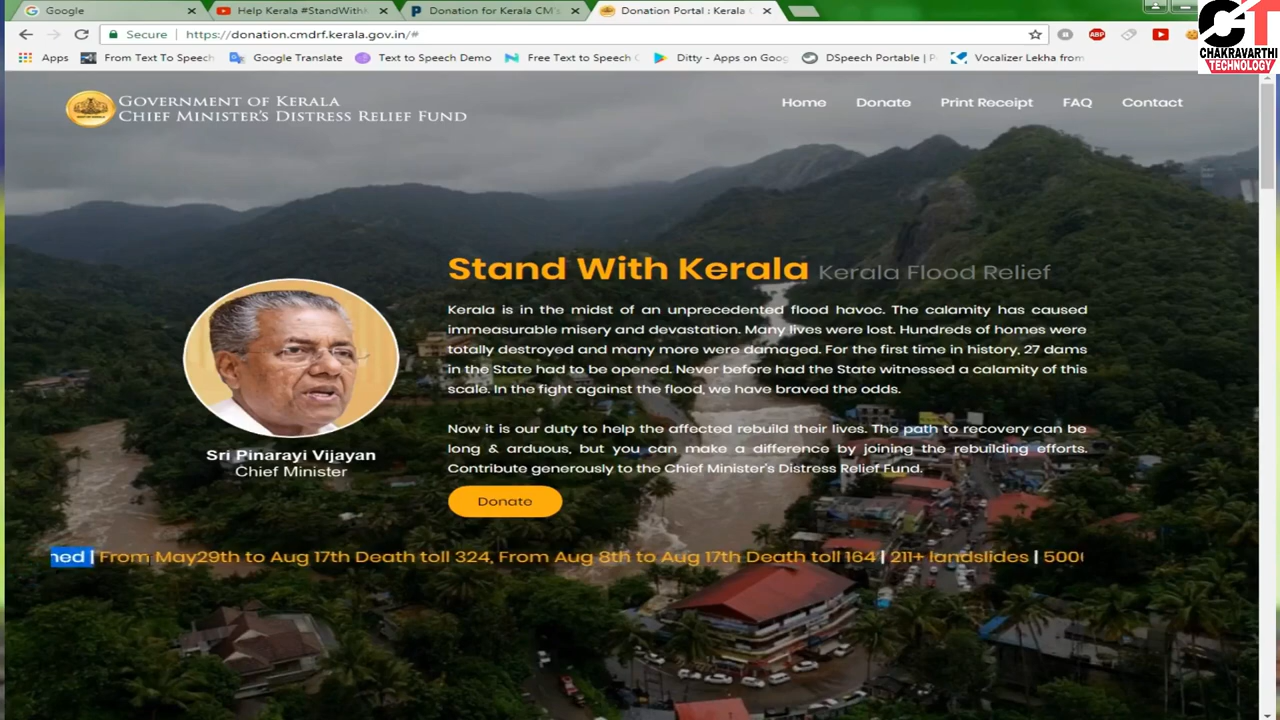 Google
Help Kerala #StandWithK
Donation for Kerala CM's
Donation Portal : Kerala
Secure
https://donation.cmdrf.kerala.gov.in/#
ABP
CT
CHAKRAVARTHI
TECHNOLOGY
Apps
From Text To Speech
Google Translate
Text to Speech Demo
Free Text to Speech
Ditty - Apps on Goog
DSpeech Portable | P
Vocalizer Lekha from
GOVERNMENT OF KERALA
CHIEF MINISTER'S DISTRESS RELIEF FUND
Home
Donate
Print Receipt
FAQ
Contact
Stand With Kerala Kerala Flood Relief
Kerala is in the midst of an unprecedented flood havoc. The calamity has caused
immeasurable misery and devastation. Many lives were lost. Hundreds of homes were
totally destroyed and many more were damaged. For the first time in history, 27 dams
in the State had to be opened. Never before had the State witnessed a calamity of this
scale. In the fight against the flood, we have braved the odds.
Now it is our duty to help the affected rebuild their lives. The path to recovery can be
long & arduous, but you can make a difference by joining the rebuilding efforts.
Contribute generously to the Chief Minister's Distress Relief Fund.
Sri Pinarayi Vijayan
Chief Minister
Donate
ned | From May29th to Aug 17th Death toll 324, From Aug 8th to Aug 17th Death toll 164 | 211+ landslides | 500